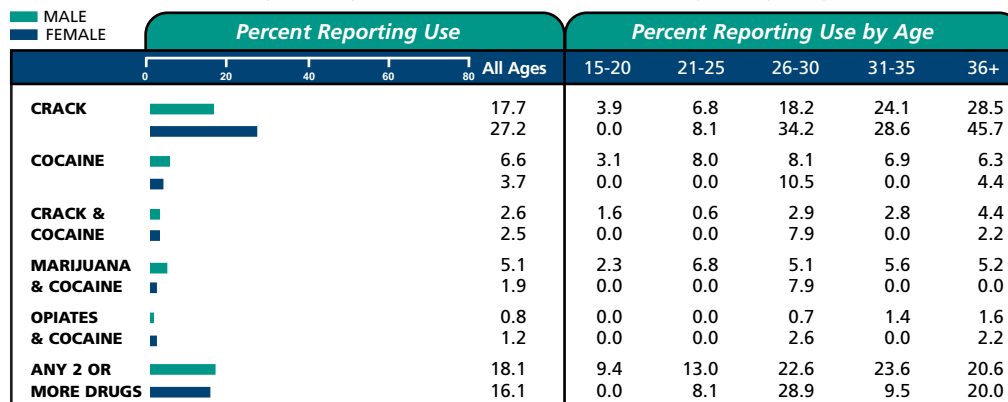 MALE
FEMALE
Percent Reporting Use Percent Reporting Use by Age
0 20 40 60 80 All Ages 15-20 21-25 26-30 31-35 36+
CRACK 17.7 3.9 6.8 18.2 24.1 28.5
27.2 0.0 8.1 34.2 28.6 45.7
COCAINE 6.6 3.1 8.0 8.1 6.9 6.3
3.7 0.0 0.0 10.5 0.0 4.4
CRACK & 2.6 1.6 0.6 2.9 2.8 4.4
COCAINE 2.5 0.0 0.0 7.9 0.0 2.2
MARIJUANA 5.1 2.3 6.8 5.1 5.6 5.2
& COCAINE 1.9 0.0 0.0 7.9 0.0 0.0
OPIATES 0.8 0.0 0.0 0.7 1.4 1.6
& COCAINE 1.2 0.0 0.0 2.6 0.0 2.2
ANY 2 OR 18.1 9.4 13.0 22.6 23.6 20.6
MORE DRUGS 16.1 0.0 8.1 28.9 9.5 20.0